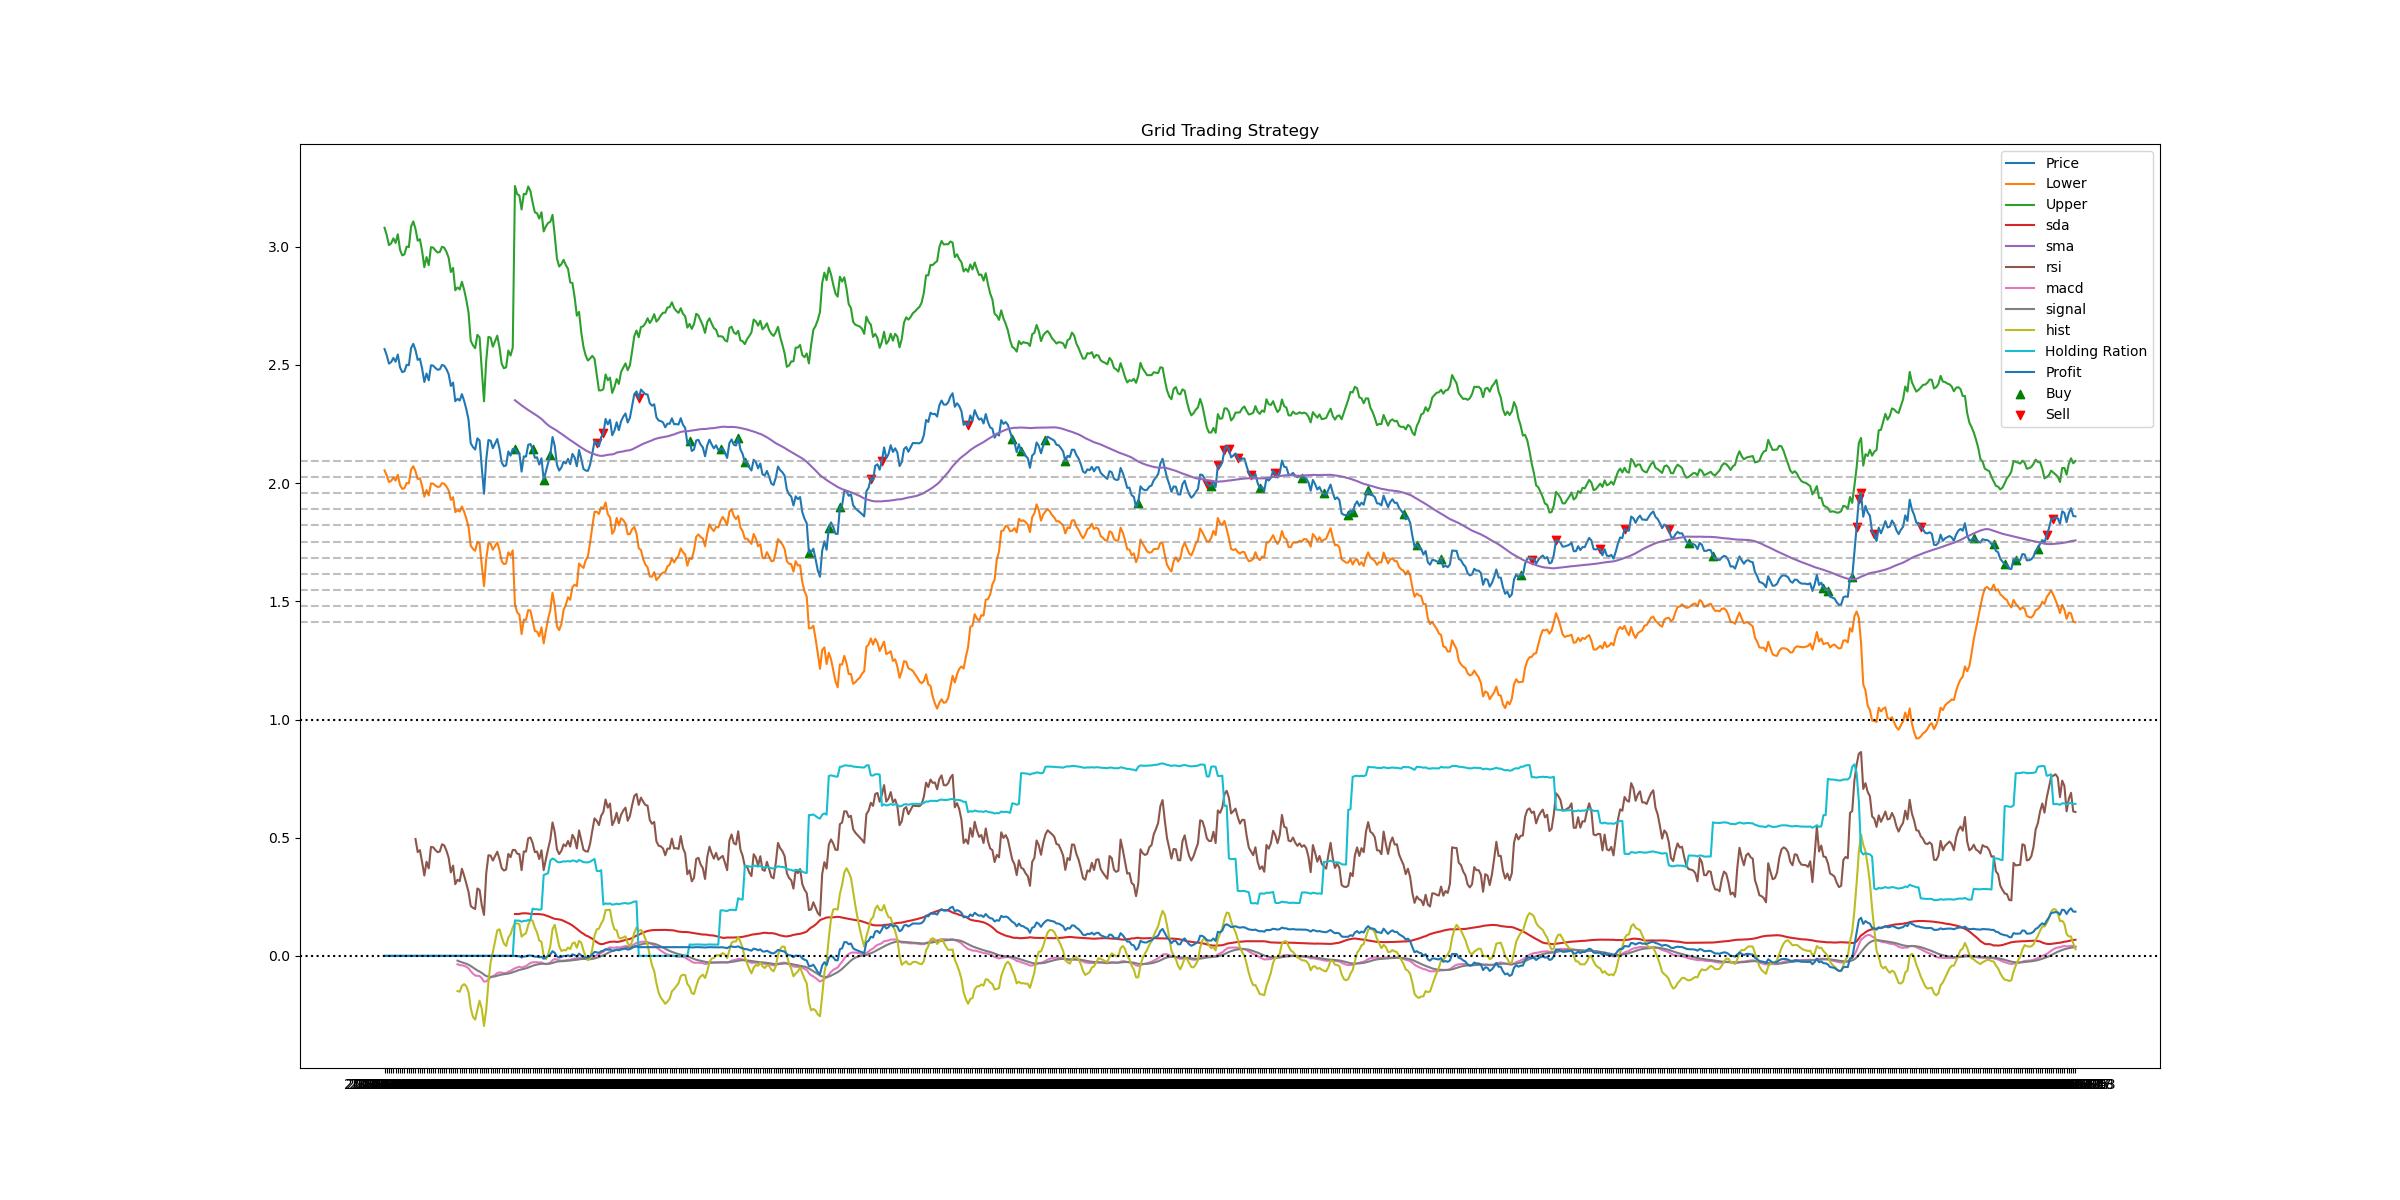 Grid Trading Strategy
3.0
2.5
2.0
1.5
1.0
0.5
0.0
Price
Lower
Upper
sda
sma
rsi
macd
signal
hist
Holding Ration
Profit
Buy
Sell